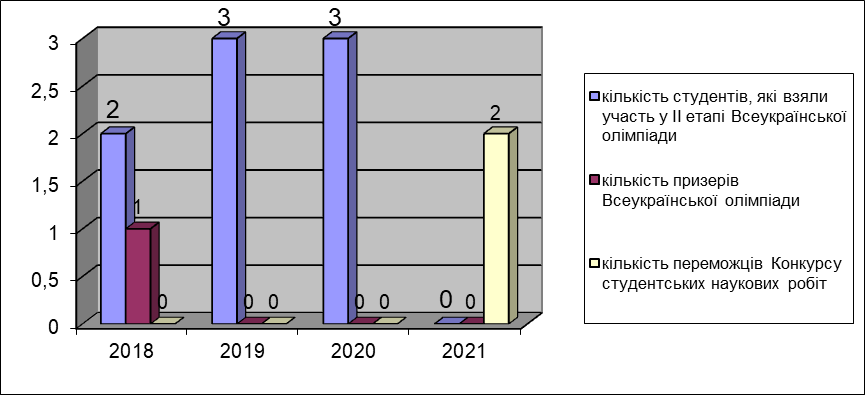 3
2,5
2
1,5
1
0,5
0
2
1
0
3
0 0
3
0 0
0 0
2
2018 2019 2020 2021
кількість студентів, які взяли
участь у ІІ етапі Всеукраїнської
олімпіади
кількість призерів
Всеукраїнської олімпіади
кількість переможців Конкурсу
студентських наукових робіт